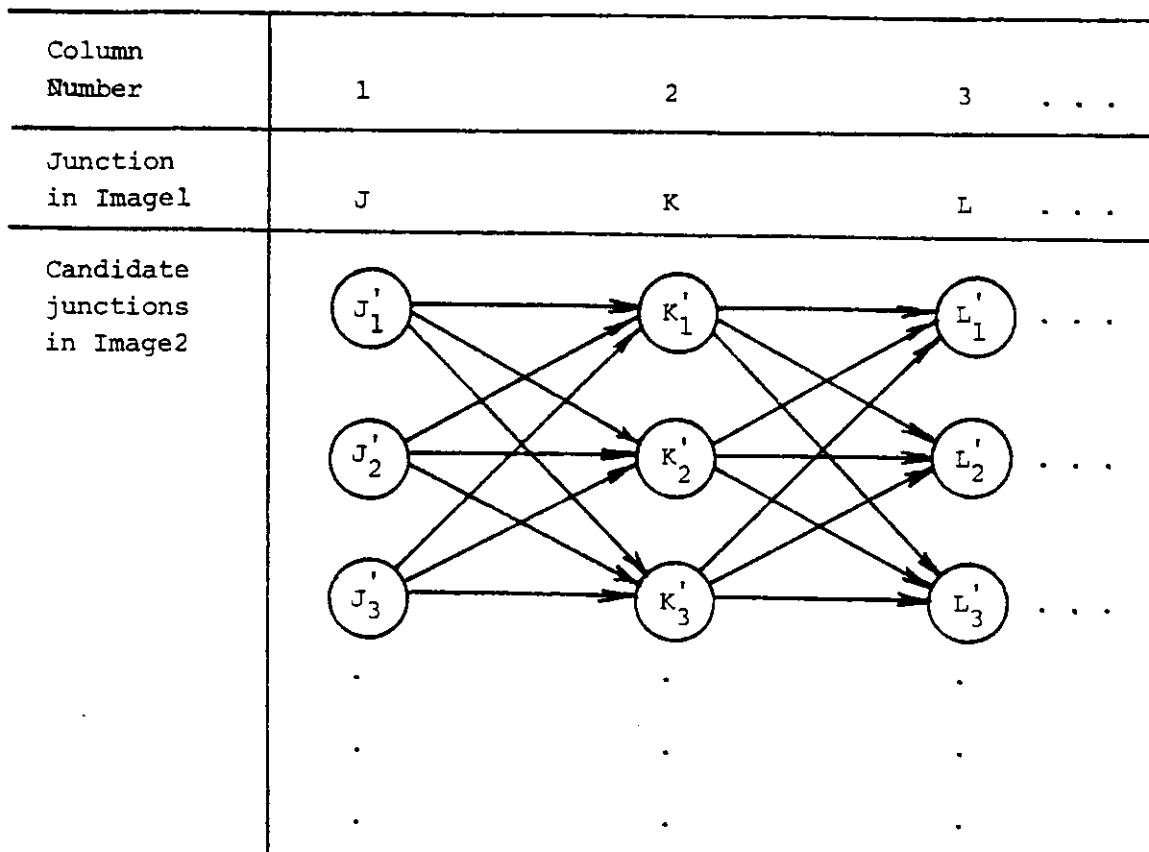 Column
Number 1 2 3 . . .
Junction
in Image1 J K L . . .
Candidate
junctions
in Image2
J'1 K'1 L'1 . . .
J'2 K'2 L'2 . . .
J'3 K'3 L'3 . . .
. . .
. . .
. . .